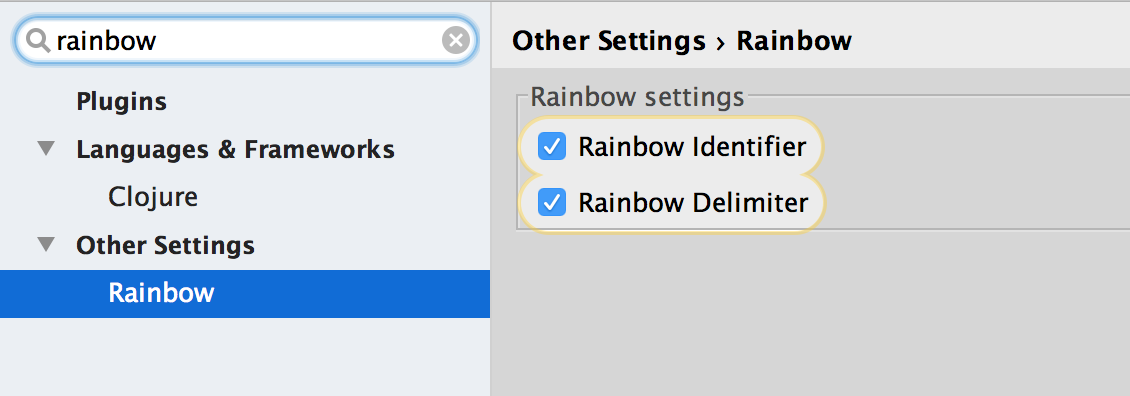 rainbow
Plugins
Languages & Frameworks
Clojure
Other Settings
Rainbow
Other Settings › Rainbow
Rainbow settings
Rainbow Identifier
Rainbow Delimiter